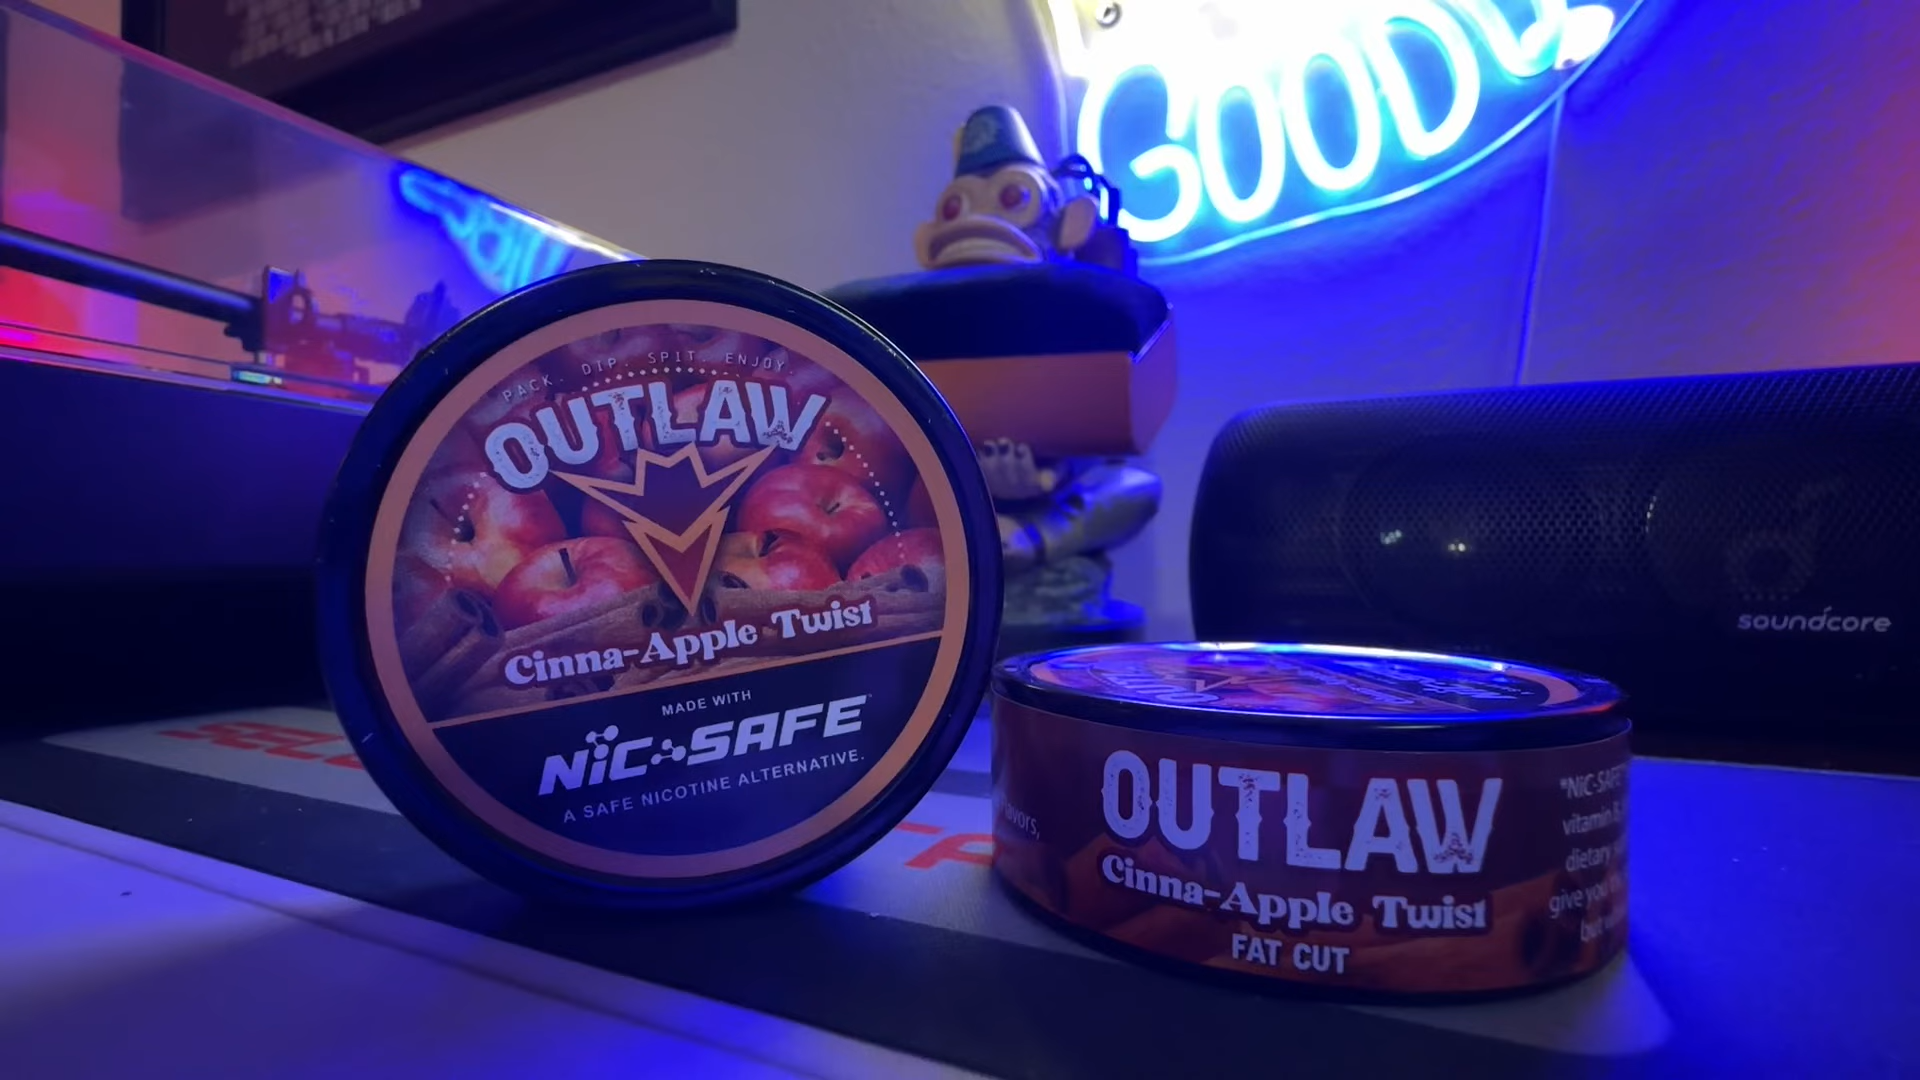 GOOD
PACK. DIP. SPIT. ENJOY.
OUTLAW
Cinna-Apple Twist
MADE WITH
NiC-SAFE
A SAFE NICOTINE ALTERNATIVE.
soundcore
OUTLAW
Cinna-Apple Twist
FAT CUT
"NiC-SAFE
vitamin B
dietary
give you
but